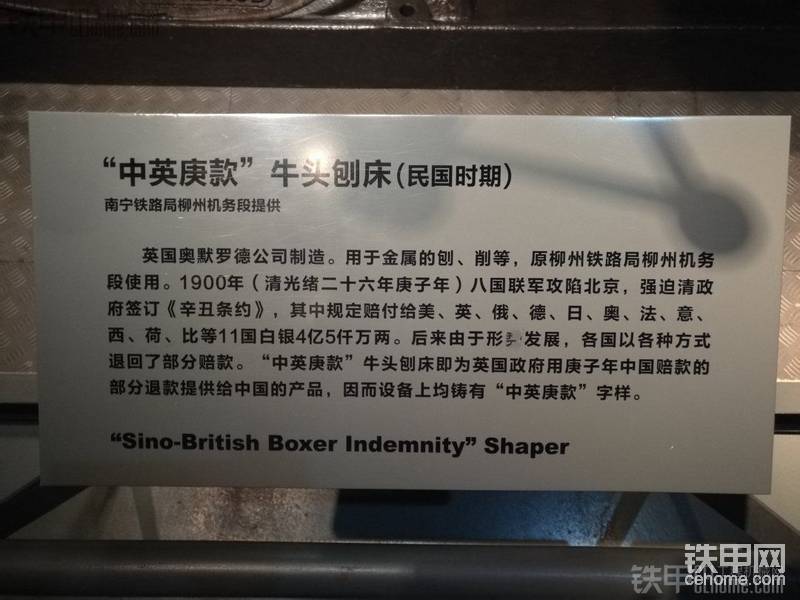 “中英庚款”牛头刨床(民国时期)
南宁铁路局柳州机务段提供
英国奥默罗德公司制造。用于金属的刨、削等，原柳州铁路局柳州机务
段使用。1900年（清光绪二十六年庚子年）八国联军攻陷北京，强迫清政
府签订《辛丑条约》，其中规定赔付给美、英、俄、德、日、奥、法、意、
西、荷、比等11国白银4亿5仟万两。后来由于形发展，各国以各种方式
退回了部分赔款。“中英庚款”牛头刨床即为英国政府用庚子年中国赔款的
部分退款提供给中国的产品，因而设备上均铸有“中英庚款”字样。
“Sino-British Boxer Indemnity” Shaper
铁甲网
cehome.com